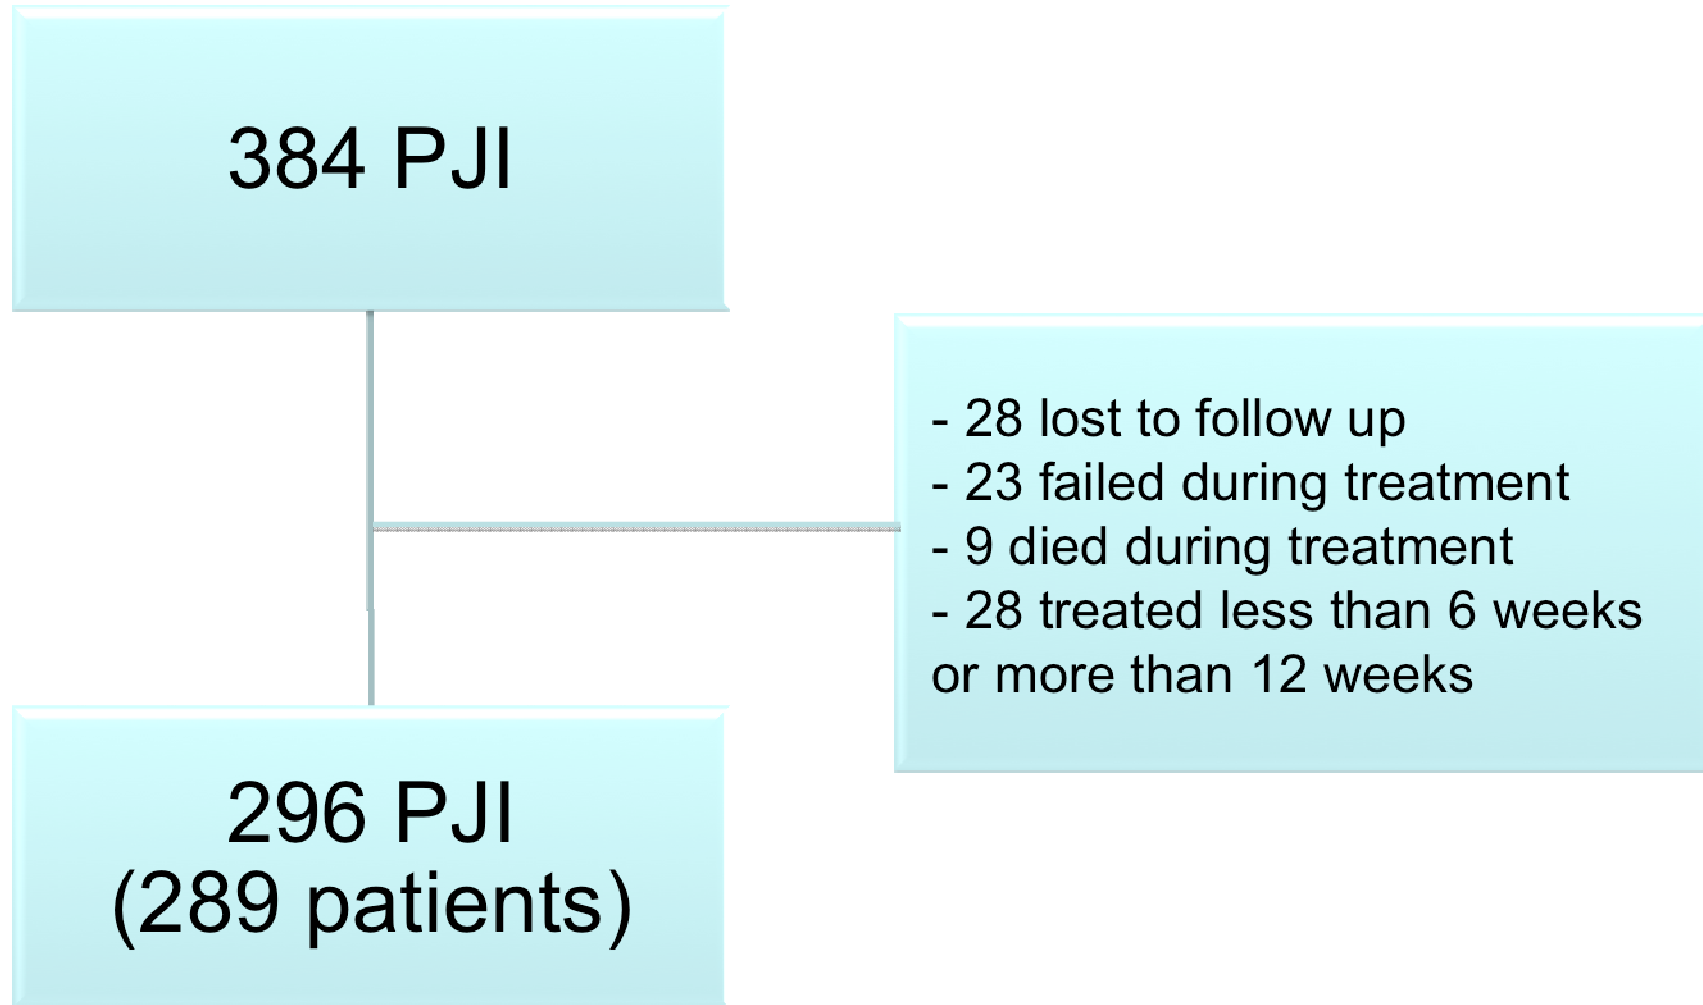 384 PJI
- 28 lost to follow up
- 23 failed during treatment
- 9 died during treatment
- 28 treated less than 6 weeks
or more than 12 weeks
296 PJI
(289 patients)